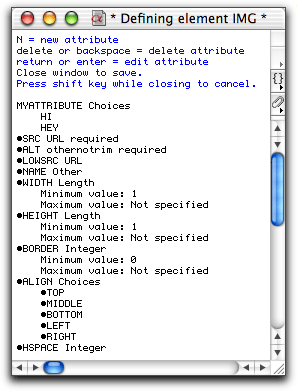 * Defining element IMG *
N = new attribute
delete or backspace = delete attribute
return or enter = edit attribute
Close window to save.
Press shift key while closing to cancel.
MYATTRIBUTE Choices
HI
HEY
●SRC URL required
●ALT othernotrim required
●LOWSRC URL
●NAME Other
●WIDTH Length
Minimum value: 1
Maximum value: Not specified
●HEIGHT Length
Minimum value: 1
Maximum value: Not specified
●BORDER Integer
Minimum value: 0
Maximum value: Not specified
●ALIGN Choices
●TOP
●MIDDLE
●BOTTOM
●LEFT
●RIGHT
●HSPACE Integer